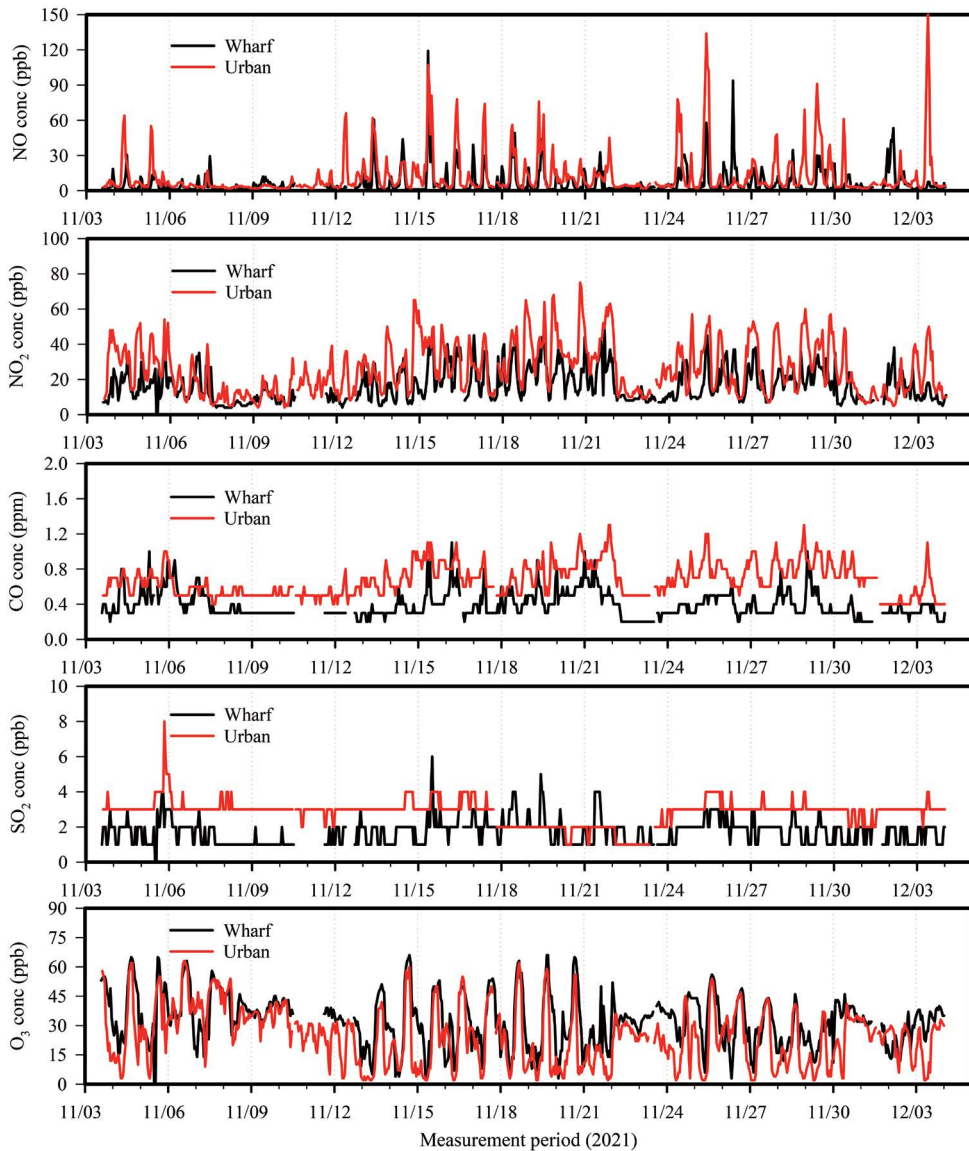 NO conc (ppb)
150
120
90
60
30
0
Wharf
Urban
11/03 11/06 11/09 11/12 11/15 11/18 11/21 11/24 11/27 11/30 12/03
NO2 conc (ppb)
100
80
60
40
20
0
Wharf
Urban
11/03 11/06 11/09 11/12 11/15 11/18 11/21 11/24 11/27 11/30 12/03
CO conc (ppm)
2.0
1.6
1.2
0.8
0.4
0.0
Wharf
Urban
11/03 11/06 11/09 11/12 11/15 11/18 11/21 11/24 11/27 11/30 12/03
SO2 conc (ppb)
10
8
6
4
2
0
Wharf
Urban
11/03 11/06 11/09 11/12 11/15 11/18 11/21 11/24 11/27 11/30 12/03
O3 conc (ppb)
90
75
60
45
30
15
0
Wharf
Urban
11/03 11/06 11/09 11/12 11/15 11/18 11/21 11/24 11/27 11/30 12/03
Measurement period (2021)